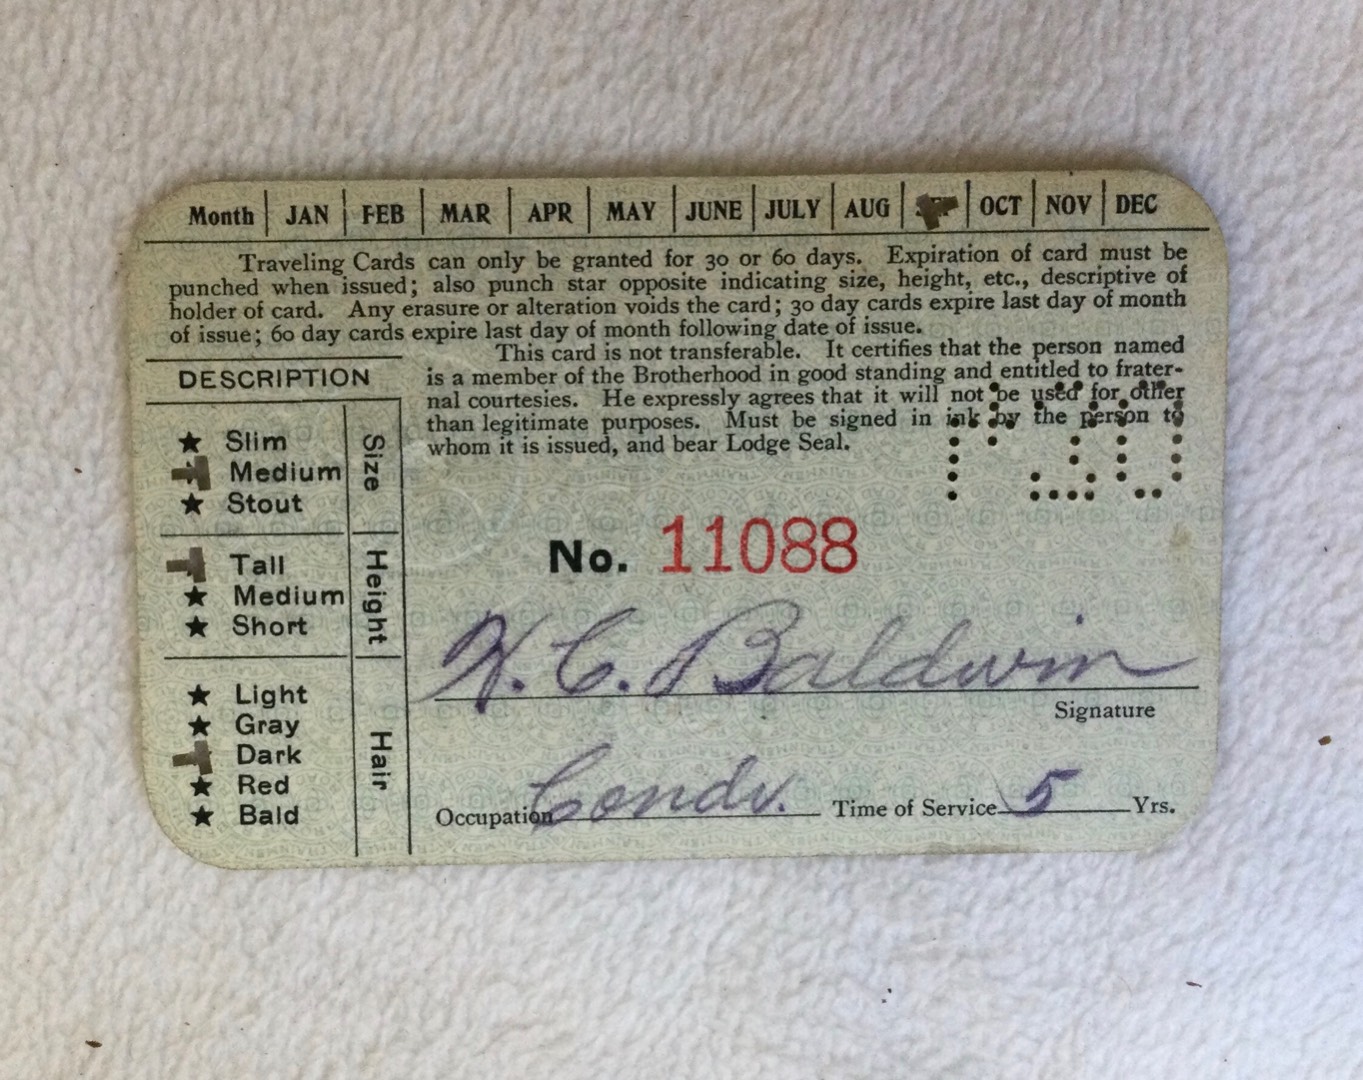 Month JAN FEB MAR APR MAY JUNE JULY AUG SEP OCT NOV DEC
Traveling Cards can only be granted for 30 or 60 days. Expiration of card must be
punched when issued; also punch star opposite indicating size, height, etc., descriptive of
holder of card. Any erasure or alteration voids the card; 30 day cards expire last day of month
of issue; 60 day cards expire last day of month following date of issue.
This card is not transferable. It certifies that the person named
is a member of the Brotherhood in good standing and entitled to frater-
nal courtesies. He expressly agrees that it will not be used for other
than legitimate purposes. Must be signed in ink by the person to
whom it is issued, and bear Lodge Seal.
DESCRIPTION
★ Slim
Medium
★ Stout
Size
Tall
★ Medium
★ Short
Height
★ Light
★ Gray
Dark
★ Red
★ Bald
Hair
No. 11088
H. C. Baldwin
Signature
Occupation Condr. Time of Service 5 Yrs.